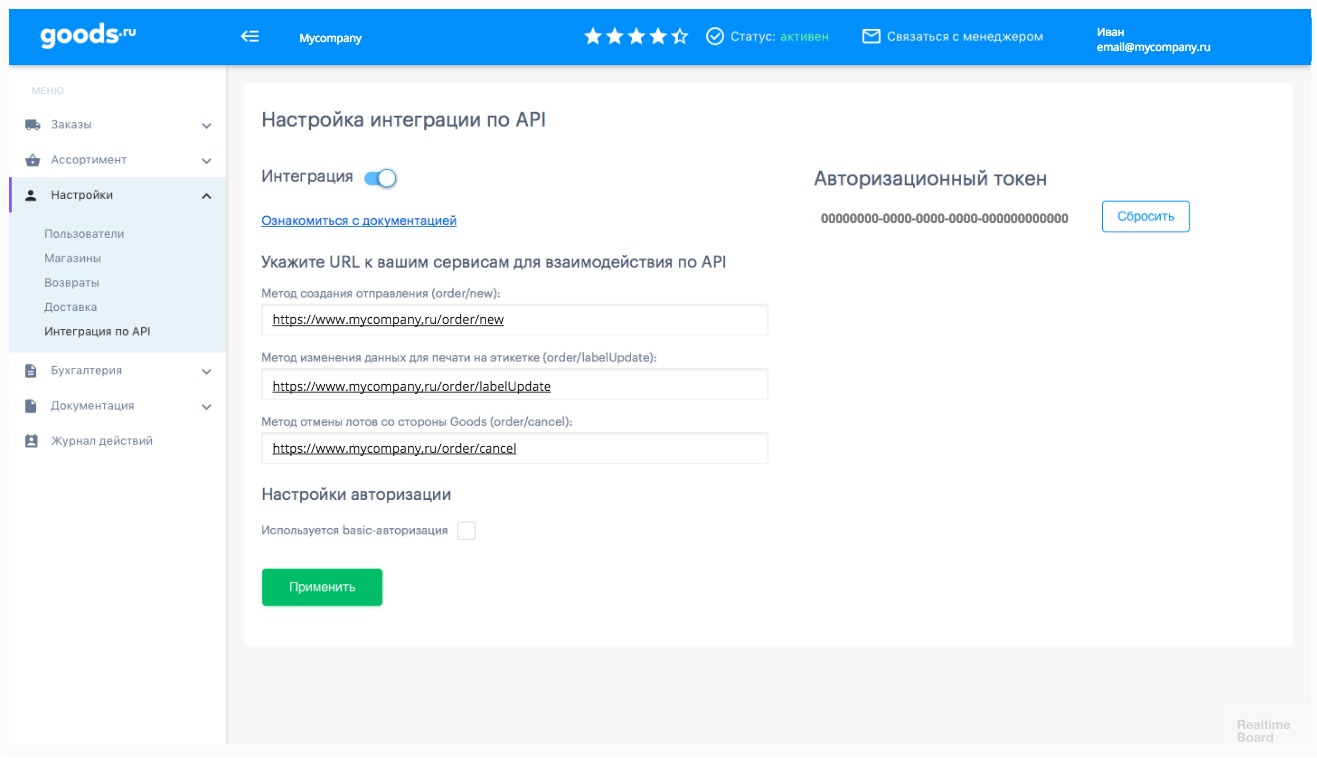 goods.ru
Mycompany
Статус: активен
Связаться с менеджером
Иван
email@mycompany.ru
МЕНЮ
Заказы
Ассортимент
Настройки
Пользователи
Магазины
Возвраты
Доставка
Интеграция по API
Бухгалтерия
Документация
Журнал действий
Настройка интеграции по API
Интеграция
Ознакомиться с документацией
Авторизационный токен
00000000-0000-0000-0000-000000000000
Сбросить
Укажите URL к вашим сервисам для взаимодействия по API
Метод создания отправления (order/new):
https://www.mycompany,ru/order/new
Метод изменения данных для печати на этикетке (order/labelUpdate):
https://www.mycompany,ru/order/labelUpdate
Метод отмены лотов со стороны Goods (order/cancel):
https://www.mycompany,ru/order/cancel
Настройки авторизации
Используется basic-авторизация
Применить
Realtime
Board